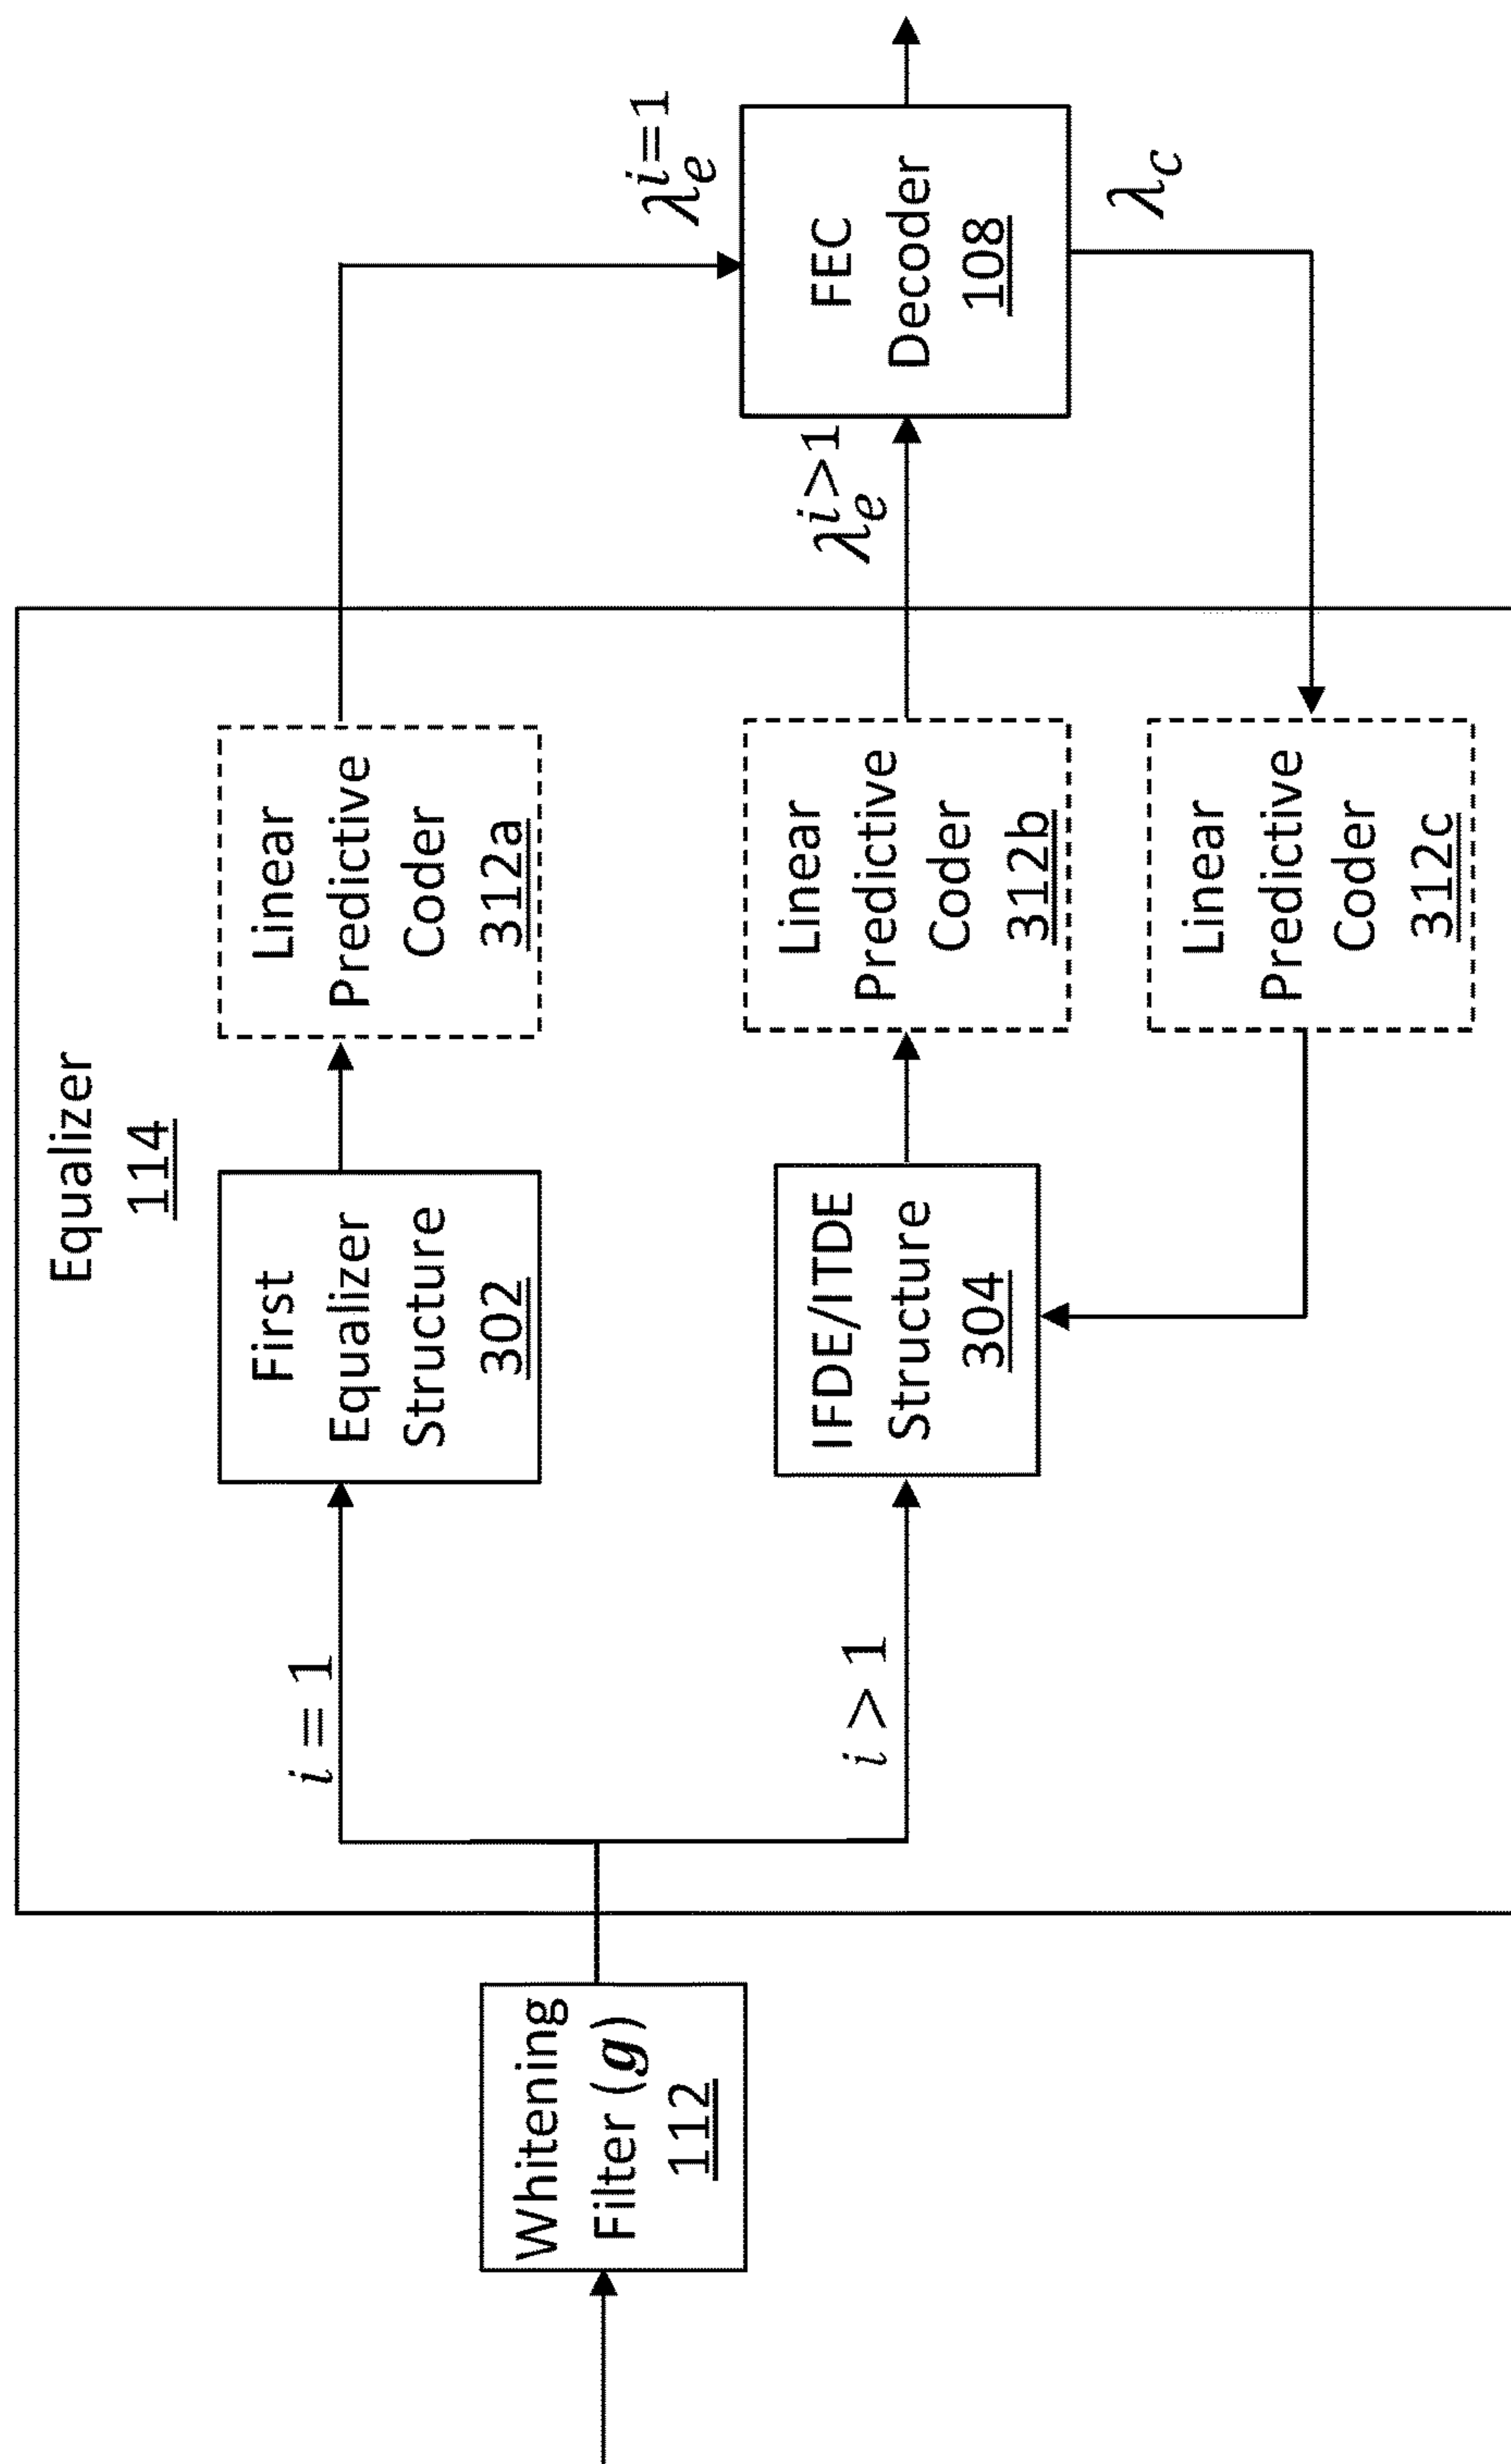 Equalizer
114
Whitening
Filter (g)
112
i = 1
First
Equalizer
Structure
302
Linear
Predictive
Coder
312a
λ_e^{i=1}
i > 1
IFDE/ITDE
Structure
304
Linear
Predictive
Coder
312b
λ_e^{i>1}
FEC
Decoder
108
Linear
Predictive
Coder
312c
λ_c